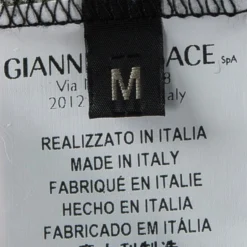 GIANN ACE SpA
Via 8
2012 aly
M
REALIZZATO IN ITALIA
MADE IN ITALY
FABRIQUÉ EN ITALIE
HECHO EN ITALIA
FABRICADO EM ITÁLIA